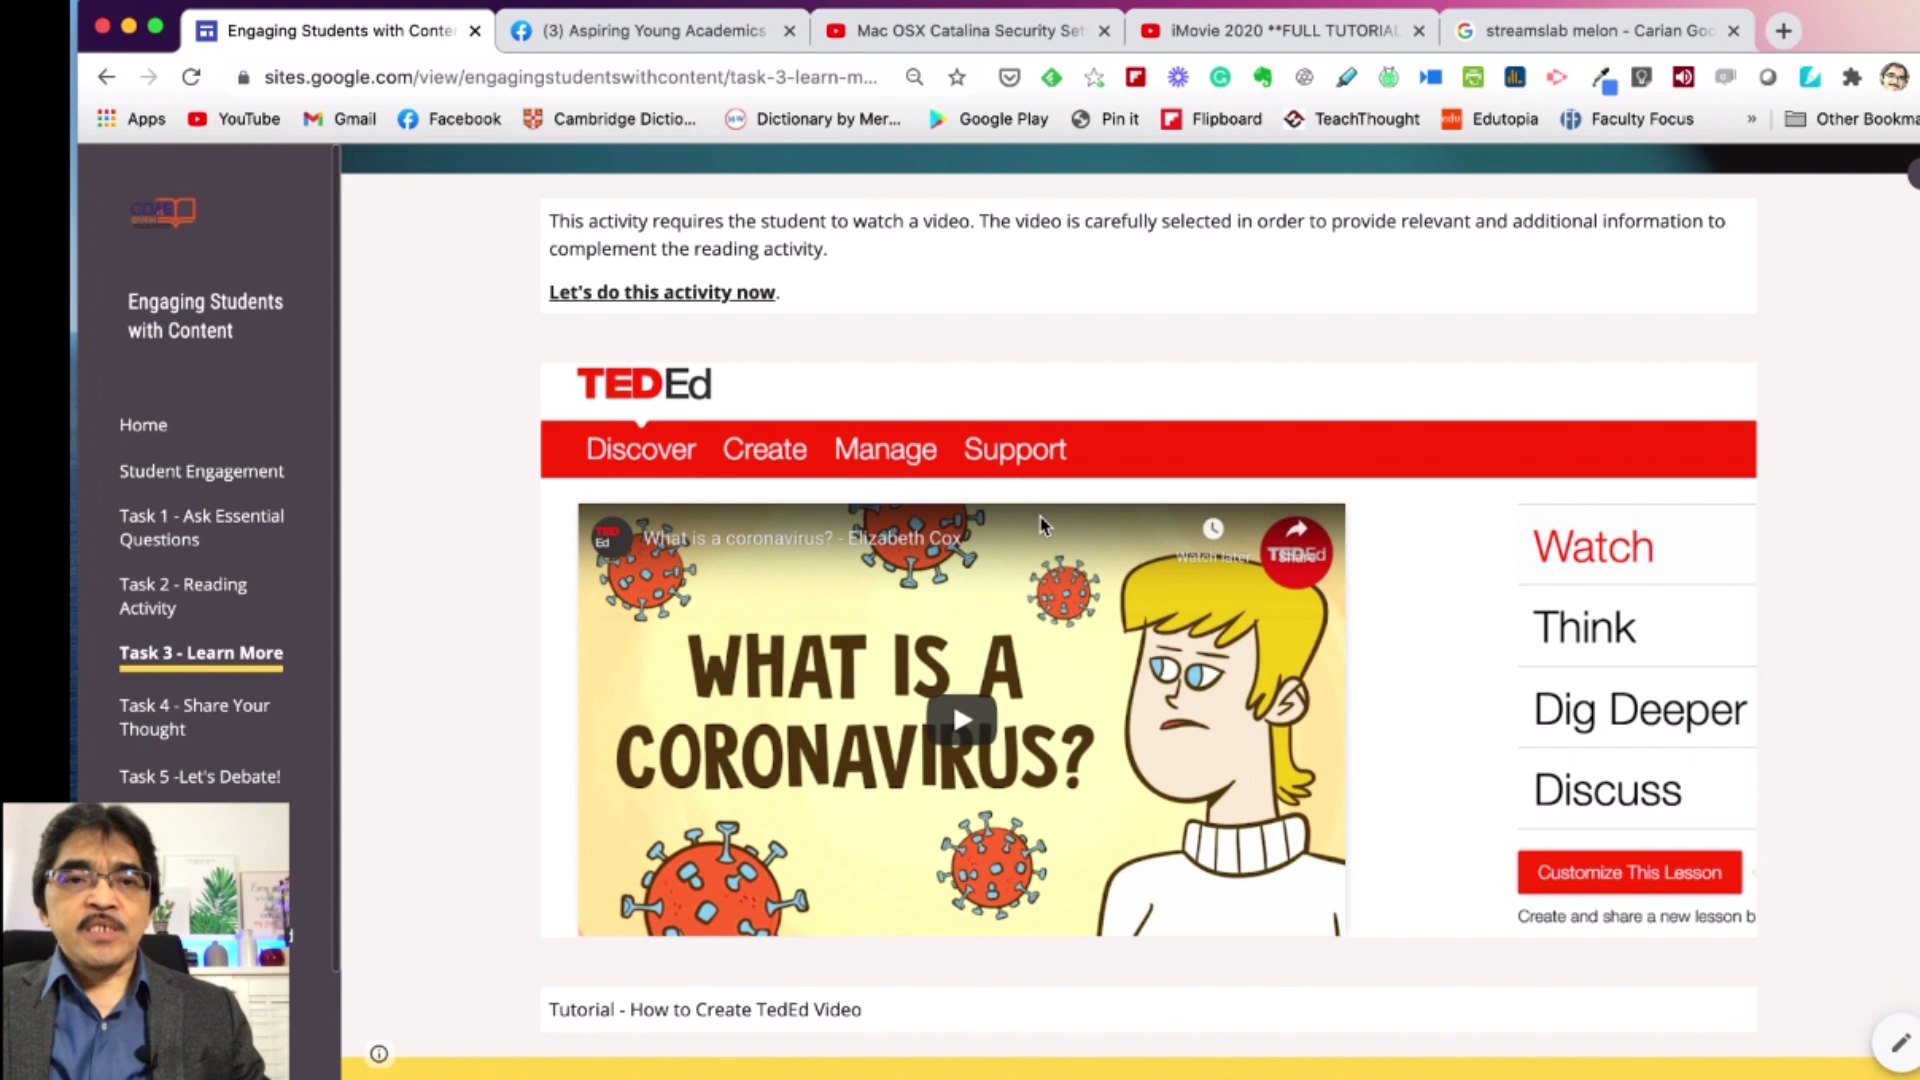 Engaging Students with Conte
(3) Aspiring Young Academics
Mac OSX Catalina Security Set
iMovie 2020 **FULL TUTORIAL
streamslab melon - Carian Goo
sites.google.com/view/engagingstudentswithcontent/task-3-learn-m...
Apps
YouTube
Gmail
Facebook
Cambridge Dictio...
Dictionary by Mer...
Google Play
Pin it
Flipboard
TeachThought
Edutopia
Faculty Focus
»
Other Bookma
Engaging Students
with Content
Home
Student Engagement
Task 1 - Ask Essential
Questions
Task 2 - Reading
Activity
Task 3 - Learn More
Task 4 - Share Your
Thought
Task 5 -Let's Debate!
This activity requires the student to watch a video. The video is carefully selected in order to provide relevant and additional information to
complement the reading activity.
Let's do this activity now.
TEDEd
Discover Create Manage Support
TED
Ed
What is a coronavirus? - Elizabeth Cox
Watch later
Share
TEDEd
WHAT IS A
CORONAVIRUS?
Watch
Think
Dig Deeper
Discuss
Customize This Lesson
Create and share a new lesson b
Tutorial - How to Create TedEd Video